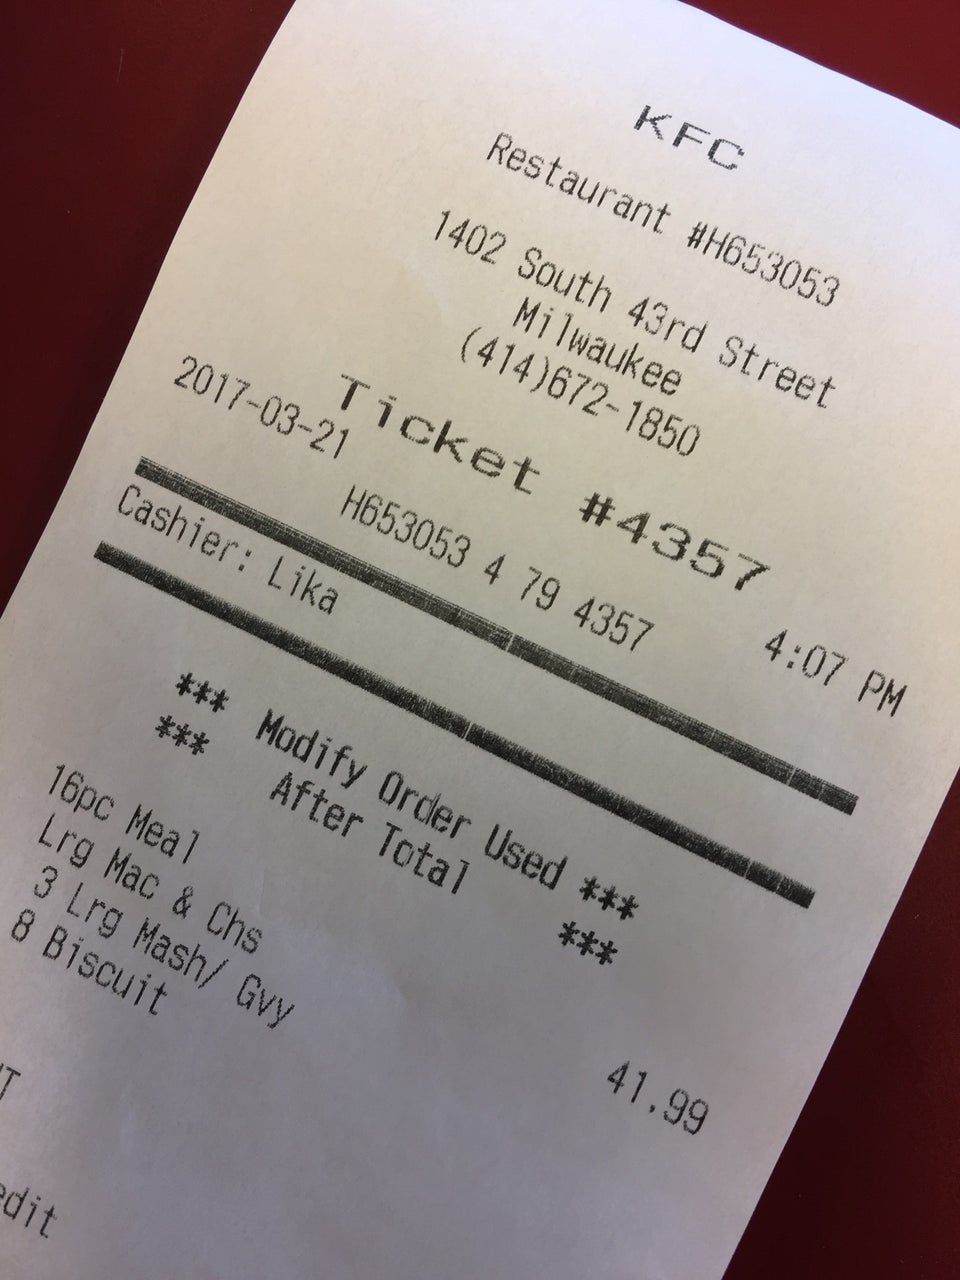 KFC
Restaurant #H653053
1402 South 43rd Street
Milwaukee
(414)672-1850
Ticket #4357
2017-03-21 4:07 PM
H653053 4 79 4357
Cashier: Lika
*** Modify Order Used ***
*** After Total ***
16pc Meal
Lrg Mac & Chs
3 Lrg Mash/ Gvy
8 Biscuit
41.99
edit